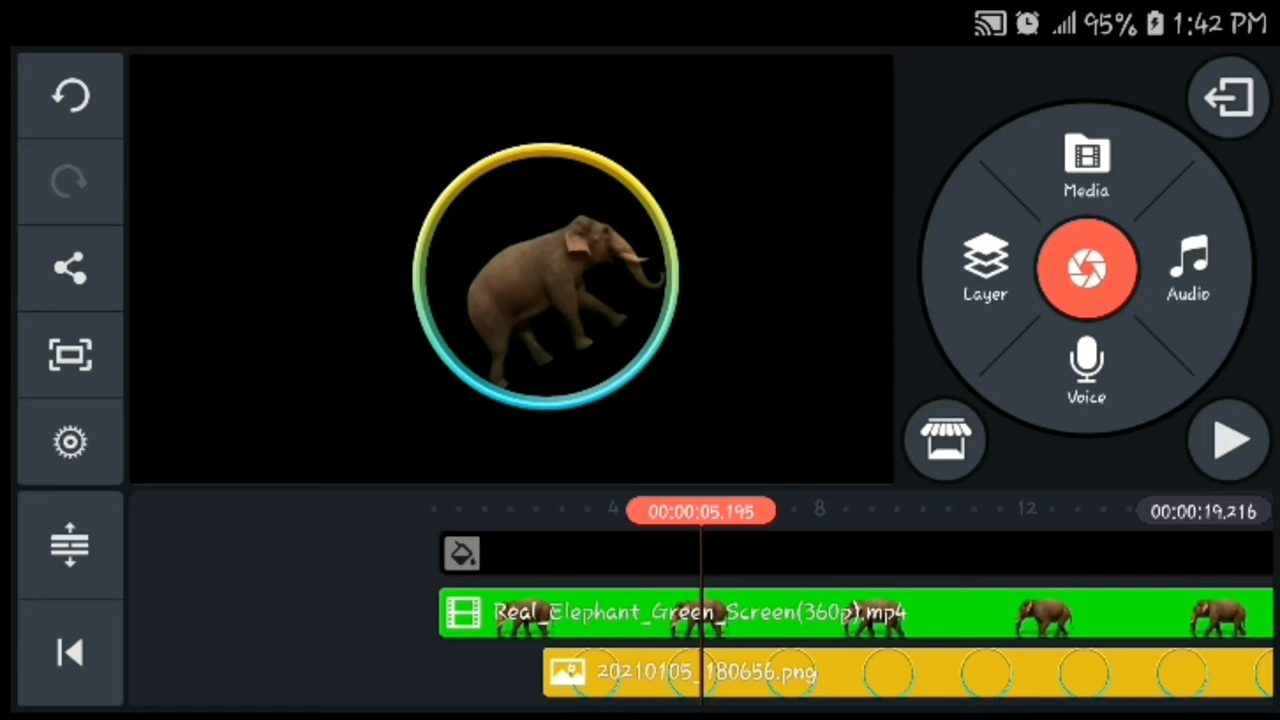 95% 1:42 PM
Media
Layer
Audio
Voice
4
00:00:05.195
8
12
00:00:19.216
Real_Elephant_Green_Screen(360p).mp4
20210105_180656.png